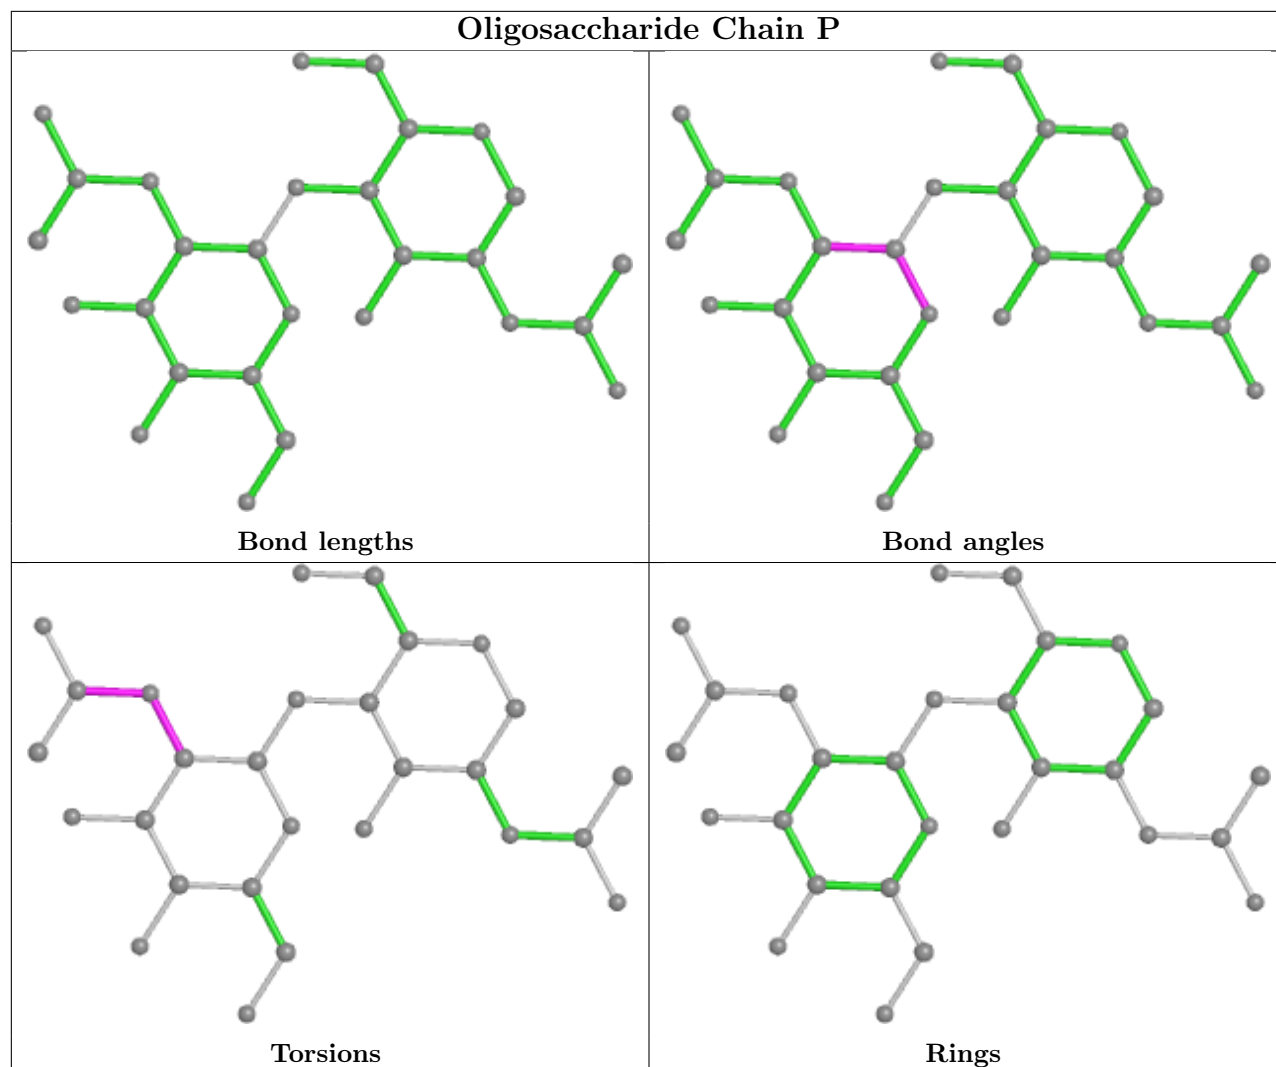 Oligosaccharide Chain P
Bond lengths
Bond angles
Torsions
Rings